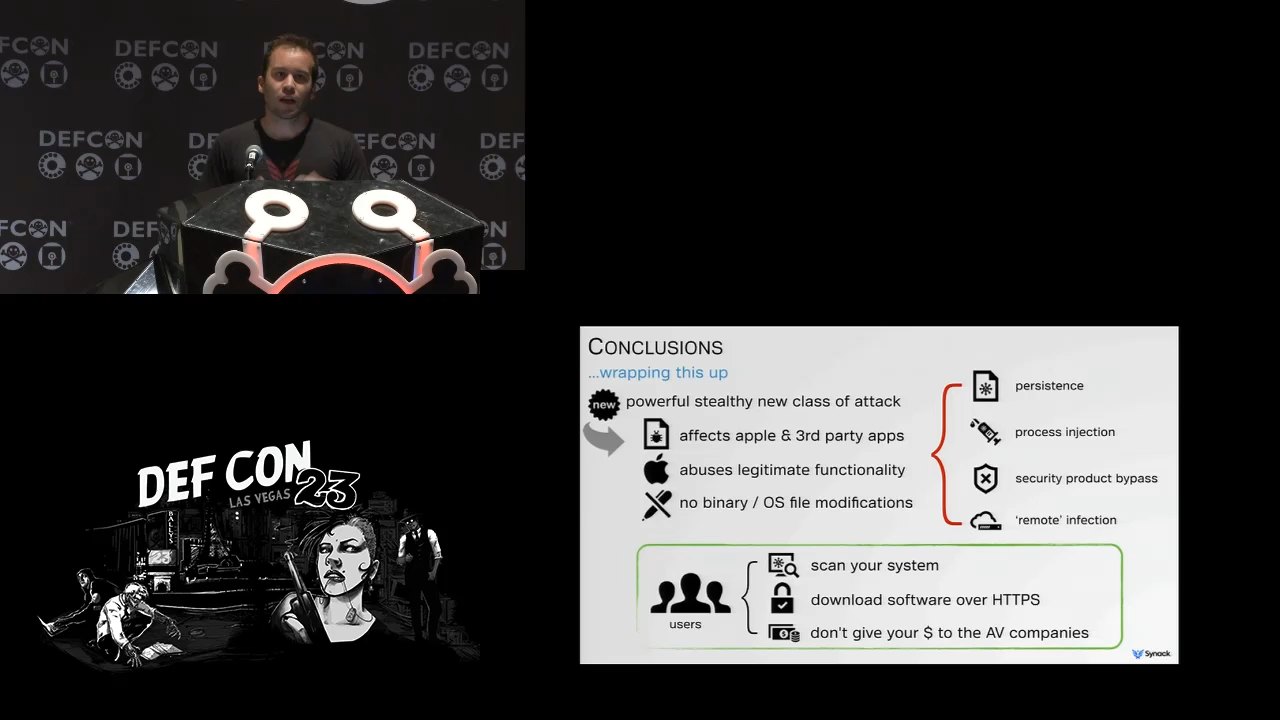 DEFCON
DEFCON
DEFCON
DEFCON
DEFCON
CONCLUSIONS
...wrapping this up
new
powerful stealthy new class of attack
affects apple & 3rd party apps
abuses legitimate functionality
no binary / OS file modifications
persistence
process injection
security product bypass
'remote' infection
users
scan your system
download software over HTTPS
don't give your $ to the AV companies
Synack
DEF CON 23
LAS VEGAS
BALLYS